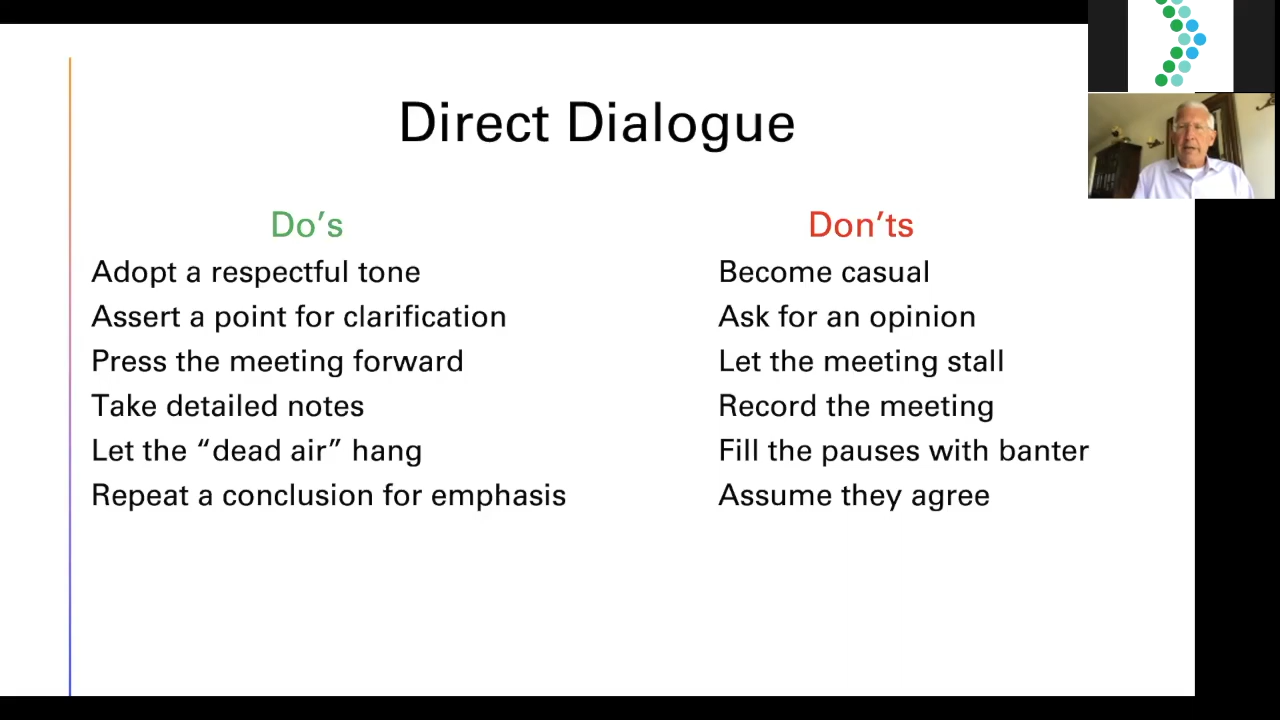 Direct Dialogue
Do’s
Adopt a respectful tone
Assert a point for clarification
Press the meeting forward
Take detailed notes
Let the “dead air” hang
Repeat a conclusion for emphasis
Don’ts
Become casual
Ask for an opinion
Let the meeting stall
Record the meeting
Fill the pauses with banter
Assume they agree